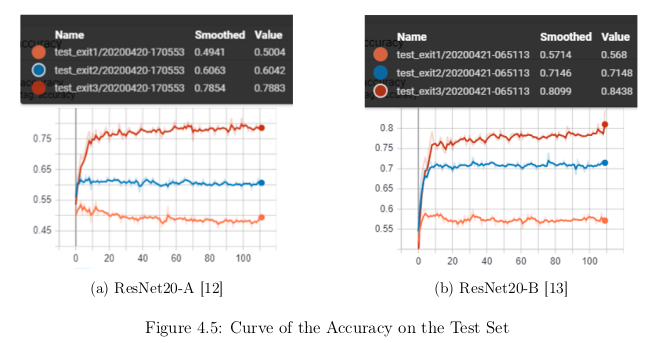 Name Smoothed Value
test_exit1/20200420-170553 0.4941 0.5004
test_exit2/20200420-170553 0.6063 0.6042
test_exit3/20200420-170553 0.7854 0.7883
0.75
0.65
0.55
0.45
0 20 40 60 80 100
(a) ResNet20-A [12]
Name Smoothed Value
test_exit1/20200421-065113 0.5714 0.568
test_exit2/20200421-065113 0.7146 0.7148
test_exit3/20200421-065113 0.8099 0.8438
0.8
0.75
0.7
0.65
0.6
0.55
0 20 40 60 80 100
(b) ResNet20-B [13]
Figure 4.5: Curve of the Accuracy on the Test Set